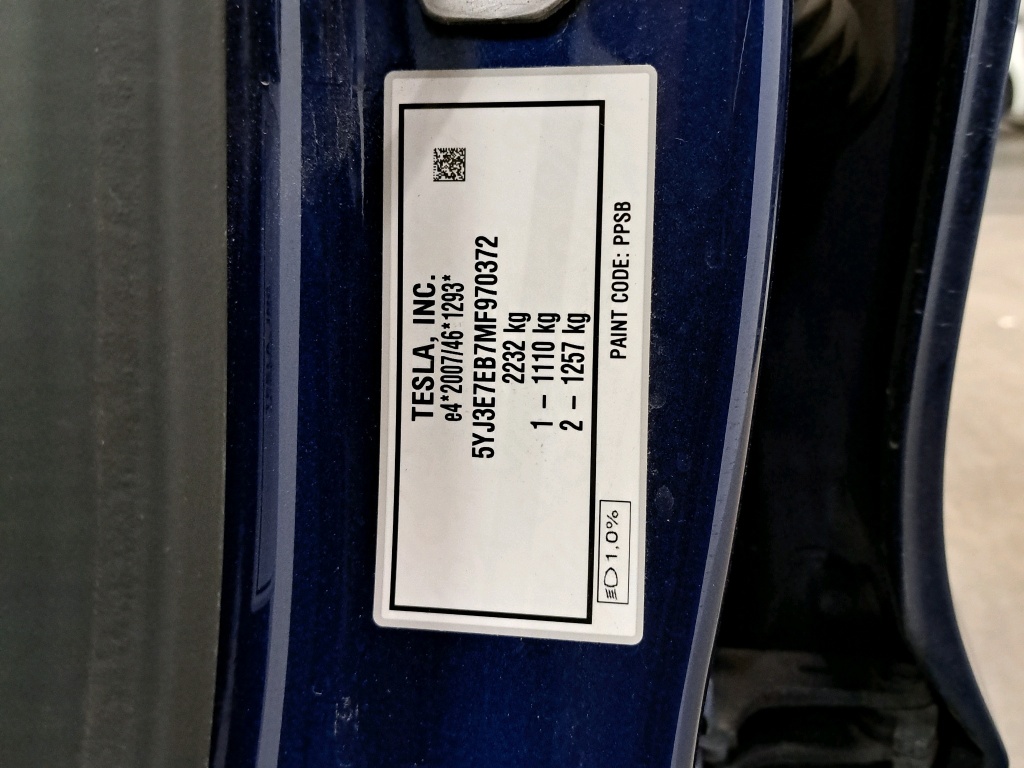 TESLA, INC.
e4*2007/46*1293*
5YJ3E7EB7MF970372
2232 kg
1 - 1110 kg
2 - 1257 kg
1,0%
PAINT CODE: PPSB